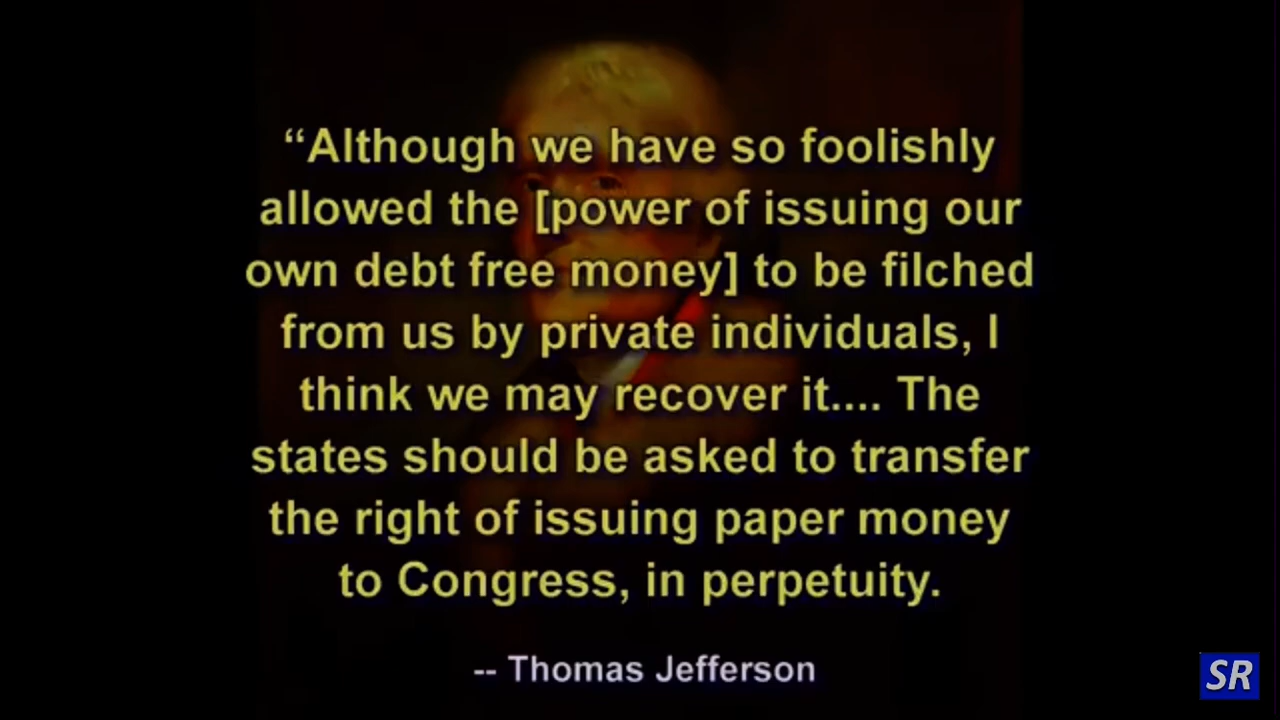 “Although we have so foolishly
allowed the [power of issuing our
own debt free money] to be filched
from us by private individuals, I
think we may recover it.... The
states should be asked to transfer
the right of issuing paper money
to Congress, in perpetuity.
-- Thomas Jefferson
SR